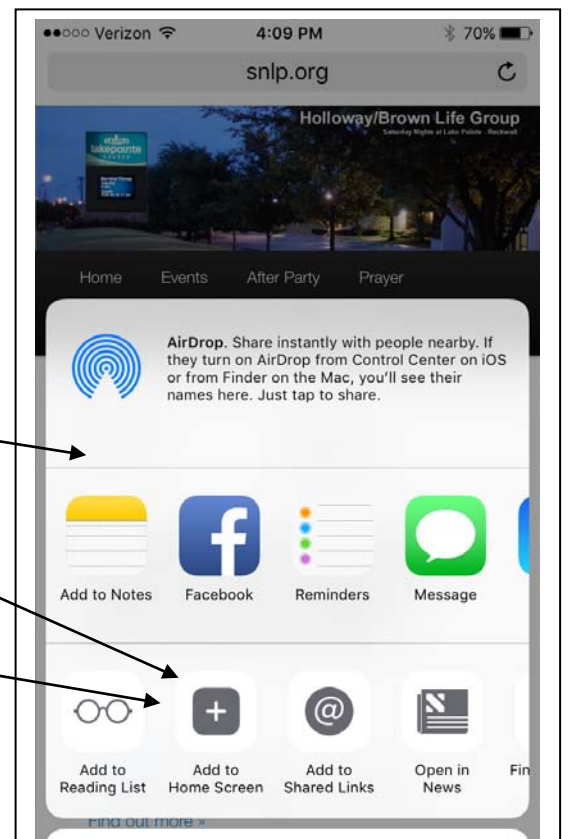 Verizon 4:09 PM 70%
snlp.org
Holloway/Brown Life Group
Saturday Nights at Lake Pointe - Rockwall
lakepointe
CHURCH
Home Events After Party Prayer
AirDrop. Share instantly with people nearby. If
they turn on AirDrop from Control Center on iOS
or from Finder on the Mac, you'll see their
names here. Just tap to share.
Add to Notes Facebook Reminders Message
Add to Reading List
Add to Home Screen
Add to Shared Links
Open in News
Fin
Find out more »